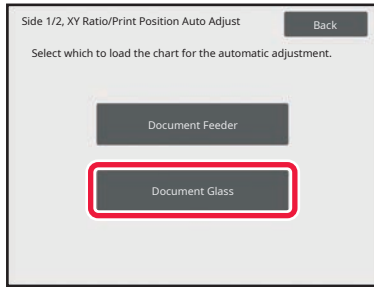 Side 1/2, XY Ratio/Print Position Auto Adjust
Back
Select which to load the chart for the automatic adjustment.
Document Feeder
Document Glass